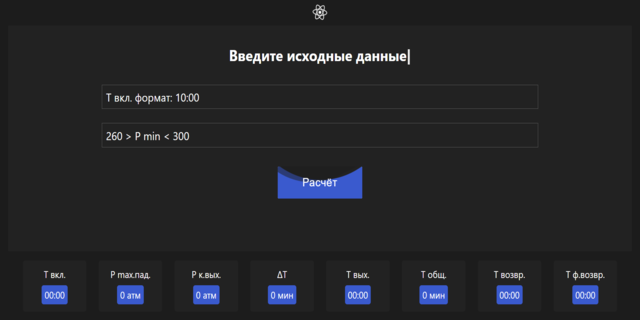 Введите исходные данные|
Т вкл. формат: 10:00
260 > P min < 300
Расчёт
Т вкл.
P max.пад.
P к.вых.
ΔT
Т вых.
Т общ.
Т возвр.
Т ф.возвр.
00:00
0 атм
0 атм
0 мин
00:00
0 мин
00:00
00:00